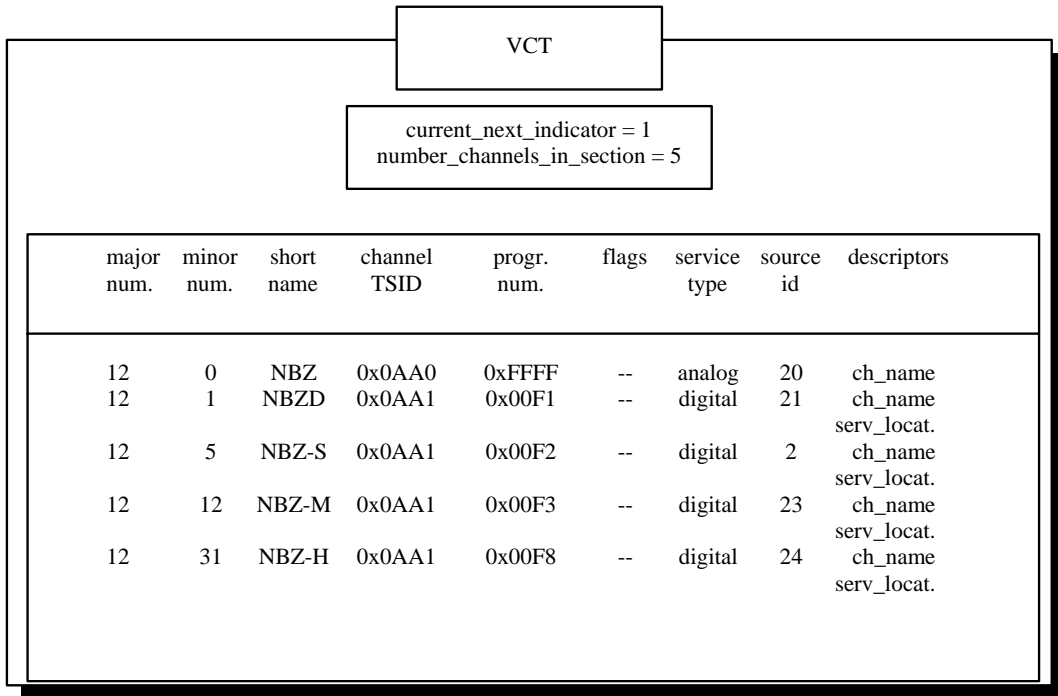 VCT
current_next_indicator = 1
number_channels_in_section = 5
major minor short channel progr. flags service source descriptors
num. num. name TSID num. type id
12 0 NBZ 0x0AA0 0xFFFF -- analog 20 ch_name
12 1 NBZD 0x0AA1 0x00F1 -- digital 21 ch_name
serv_locat.
12 5 NBZ-S 0x0AA1 0x00F2 -- digital 2 ch_name
serv_locat.
12 12 NBZ-M 0x0AA1 0x00F3 -- digital 23 ch_name
serv_locat.
12 31 NBZ-H 0x0AA1 0x00F8 -- digital 24 ch_name
serv_locat.